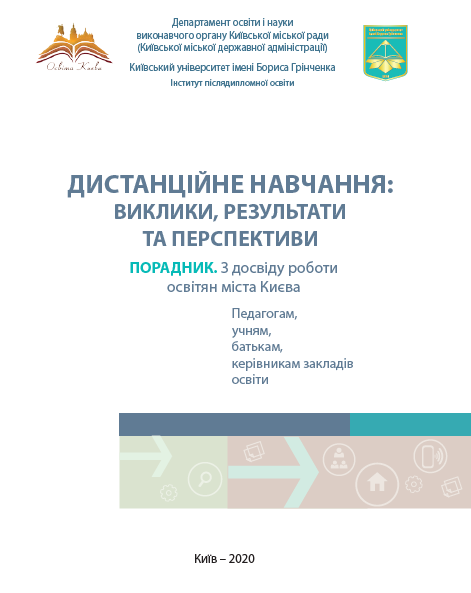 Департамент освіти і науки
виконавчого органу Київської міської ради
(Київської міської державної адміністрації)
Київський університет імені Бориса Грінченка
Інститут післядипломної освіти
Освіта Києва
ДИСТАНЦІЙНЕ НАВЧАННЯ:
ВИКЛИКИ, РЕЗУЛЬТАТИ
ТА ПЕРСПЕКТИВИ
ПОРАДНИК. З досвіду роботи
освітян міста Києва
Педагогам,
учням,
батькам,
керівникам закладів
освіти
Київ – 2020